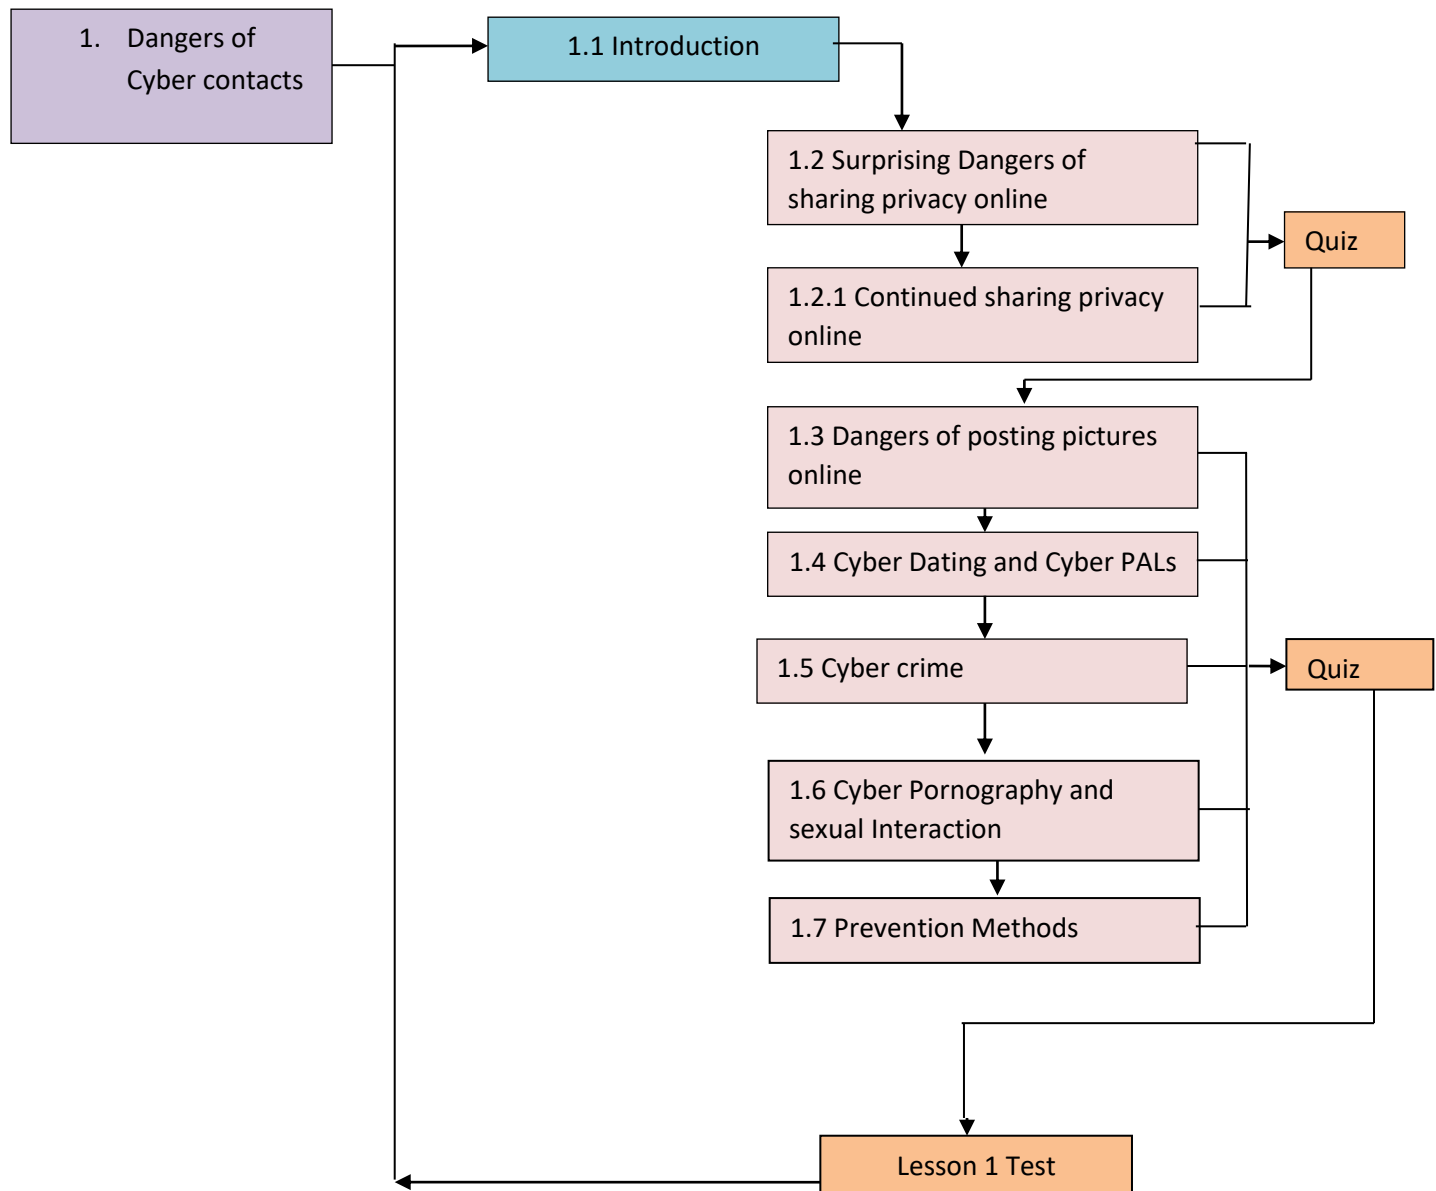 1. Dangers of
Cyber contacts
1.1 Introduction
1.2 Surprising Dangers of
sharing privacy online
Quiz
1.2.1 Continued sharing privacy
online
1.3 Dangers of posting pictures
online
1.4 Cyber Dating and Cyber PALs
1.5 Cyber crime
Quiz
1.6 Cyber Pornography and
sexual Interaction
1.7 Prevention Methods
Lesson 1 Test